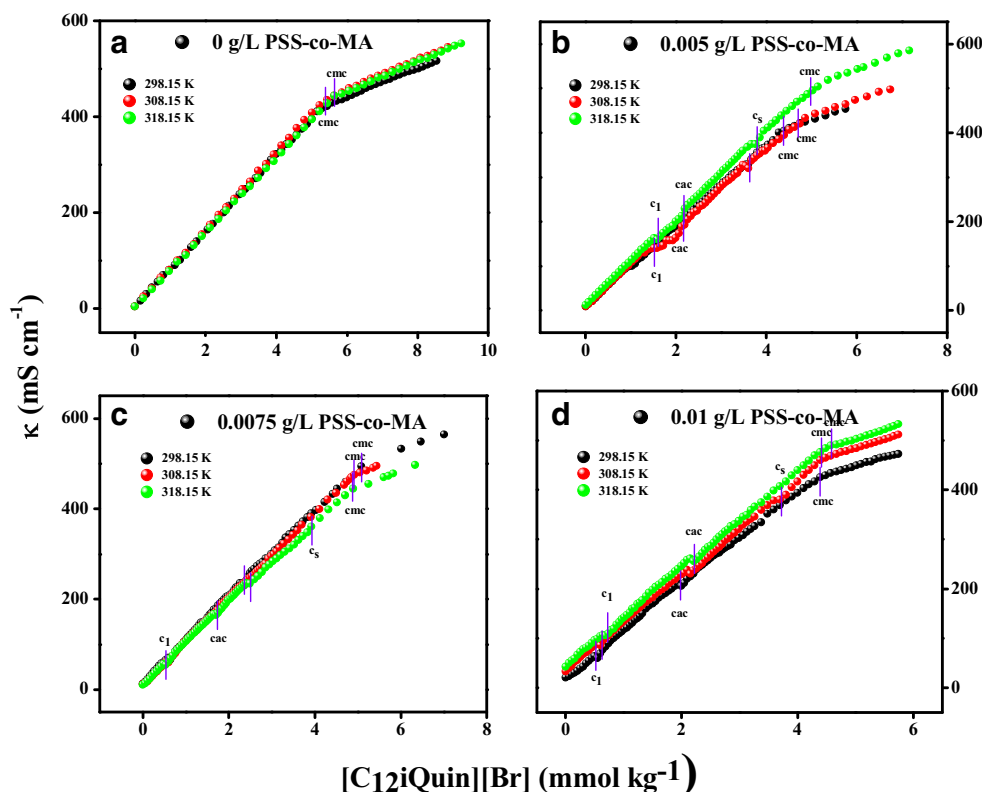 a
0 g/L PSS-co-MA
298.15 K
308.15 K
318.15 K
cmc
cmc
600
400
200
0
0 2 4 6 8 10
b
0.005 g/L PSS-co-MA
298.15 K
308.15 K
318.15 K
cmc
cs
cmc
cmc
cac
c1
cac
c1
600
400
200
0
0 2 4 6 8
κ (mS cm-1)
c
0.0075 g/L PSS-co-MA
298.15 K
308.15 K
318.15 K
cmc
cmc
cs
c1
cac
600
400
200
0
0 2 4 6 8
d
0.01 g/L PSS-co-MA
298.15 K
308.15 K
318.15 K
cmc
cmc
cs
cmc
cac
c1
cac
c1
600
400
200
0
0 2 4 6
[C12iQuin][Br] (mmol kg-1)